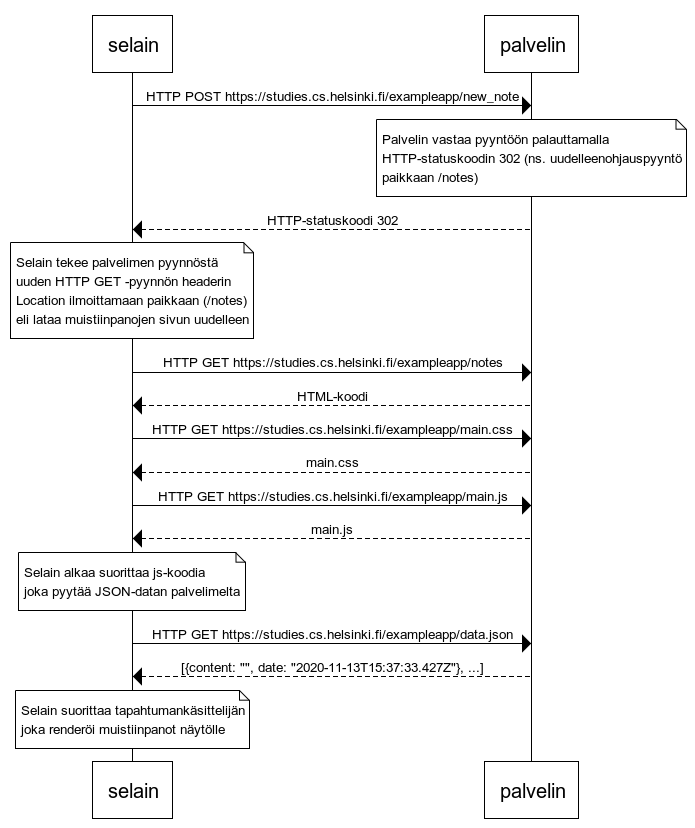 selain
palvelin
HTTP POST https://studies.cs.helsinki.fi/exampleapp/new_note
Palvelin vastaa pyyntöön palauttamalla
HTTP-statuskoodin 302 (ns. uudelleenohjauspyyntö
paikkaan /notes)
HTTP-statuskoodi 302
Selain tekee palvelimen pyynnöstä
uuden HTTP GET -pyynnön headerin
Location ilmoittamaan paikkaan (/notes)
eli lataa muistiinpanojen sivun uudelleen
HTTP GET https://studies.cs.helsinki.fi/exampleapp/notes
HTML-koodi
HTTP GET https://studies.cs.helsinki.fi/exampleapp/main.css
main.css
HTTP GET https://studies.cs.helsinki.fi/exampleapp/main.js
main.js
Selain alkaa suorittaa js-koodia
joka pyytää JSON-datan palvelimelta
HTTP GET https://studies.cs.helsinki.fi/exampleapp/data.json
[{content: "", date: "2020-11-13T15:37:33.427Z"}, ...]
Selain suorittaa tapahtumankäsittelijän
joka renderöi muistiinpanot näytölle
selain
palvelin